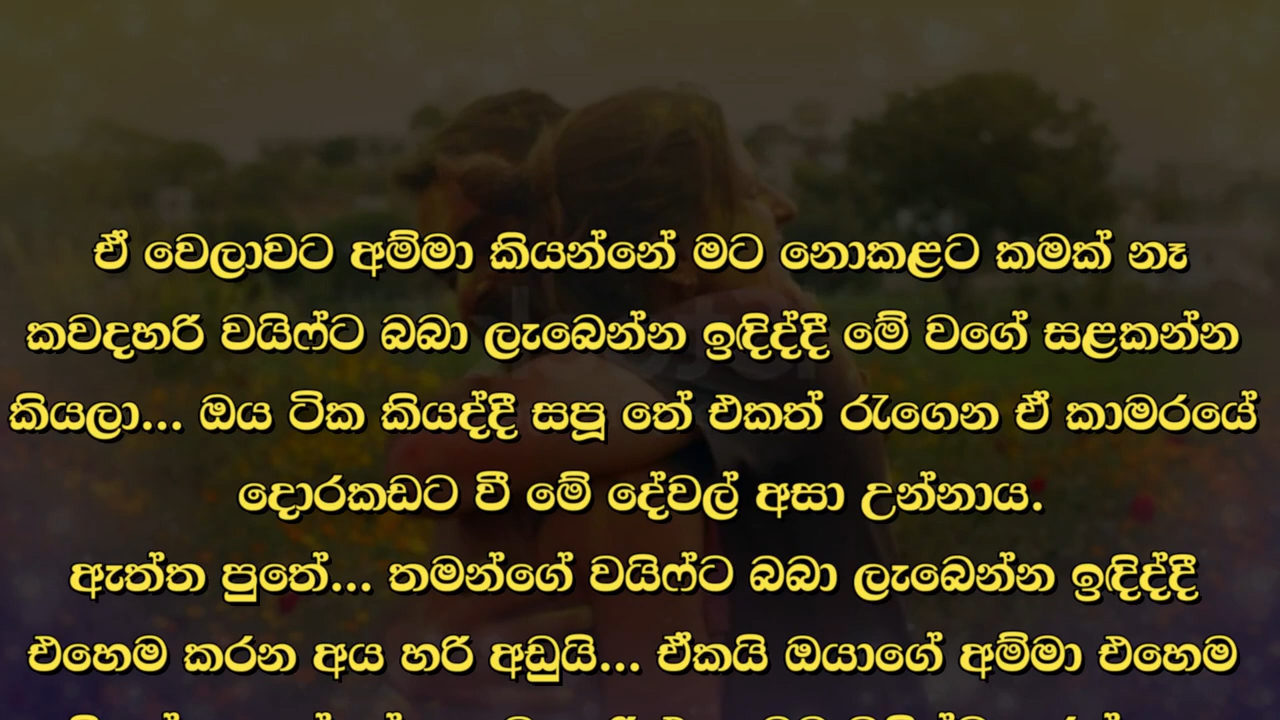 ඒ වෙලාවට අම්මා කියන්නේ මට නොකළට කමක් නෑ
කවදහරි වයිෆ්ට බබා ලැබෙන්න ඉඳිද්දී මේ වගේ සළකන්න
කියලා... ඔය ටික කියද්දී සපූ තේ එකත් රැගෙන ඒ කාමරයේ
දොරකඩට වී මේ දේවල් අසා උන්නාය.
ඇත්ත පුතේ... තමන්ගේ වයිෆ්ට බබා ලැබෙන්න ඉඳිද්දී
එහෙම කරන අය හරි අඩුයි... ඒකයි ඔයාගේ අම්මා එහෙම